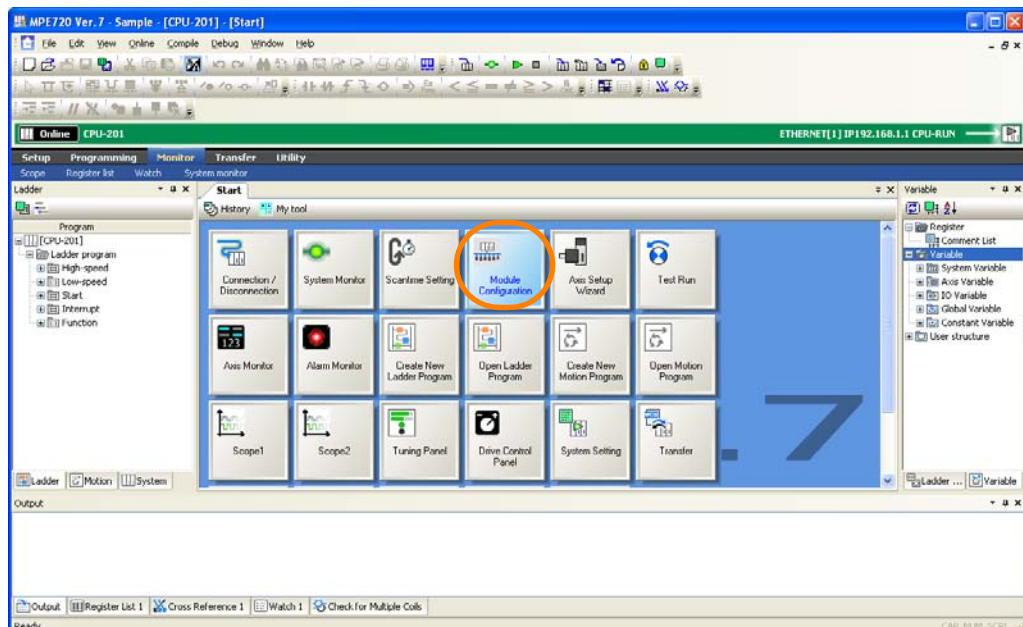 MPE720 Ver. 7 - Sample - [CPU-201] - [Start]
File Edit View Online Compile Debug Window Help
Online CPU-201 ETHERNET[1] IP192.168.1.1 CPU-RUN
Setup Programming Monitor Transfer Utility
Scope Register list Watch System monitor
Ladder
Program
[CPU-201]
Ladder program
High-speed
Low-speed
Start
Interrupt
Function
Ladder Motion System
Start
History My tool
Connection / Disconnection
System Monitor
Scantime Setting
Module Configuration
Axis Setup Wizard
Test Run
123
Axis Monitor
Alarm Monitor
Create New Ladder Program
Open Ladder Program
Create New Motion Program
Open Motion Program
Scope1
Scope2
Tuning Panel
Drive Control Panel
System Setting
Transfer
.7
Variable
Register
Comment List
Variable
System Variable
Axis Variable
IO Variable
Global Variable
Constant Variable
User structure
Ladder ... Variable
Output
Output Register List 1 Cross Reference 1 Watch 1 Check for Multiple Coils
Ready CAP NUM SCRL